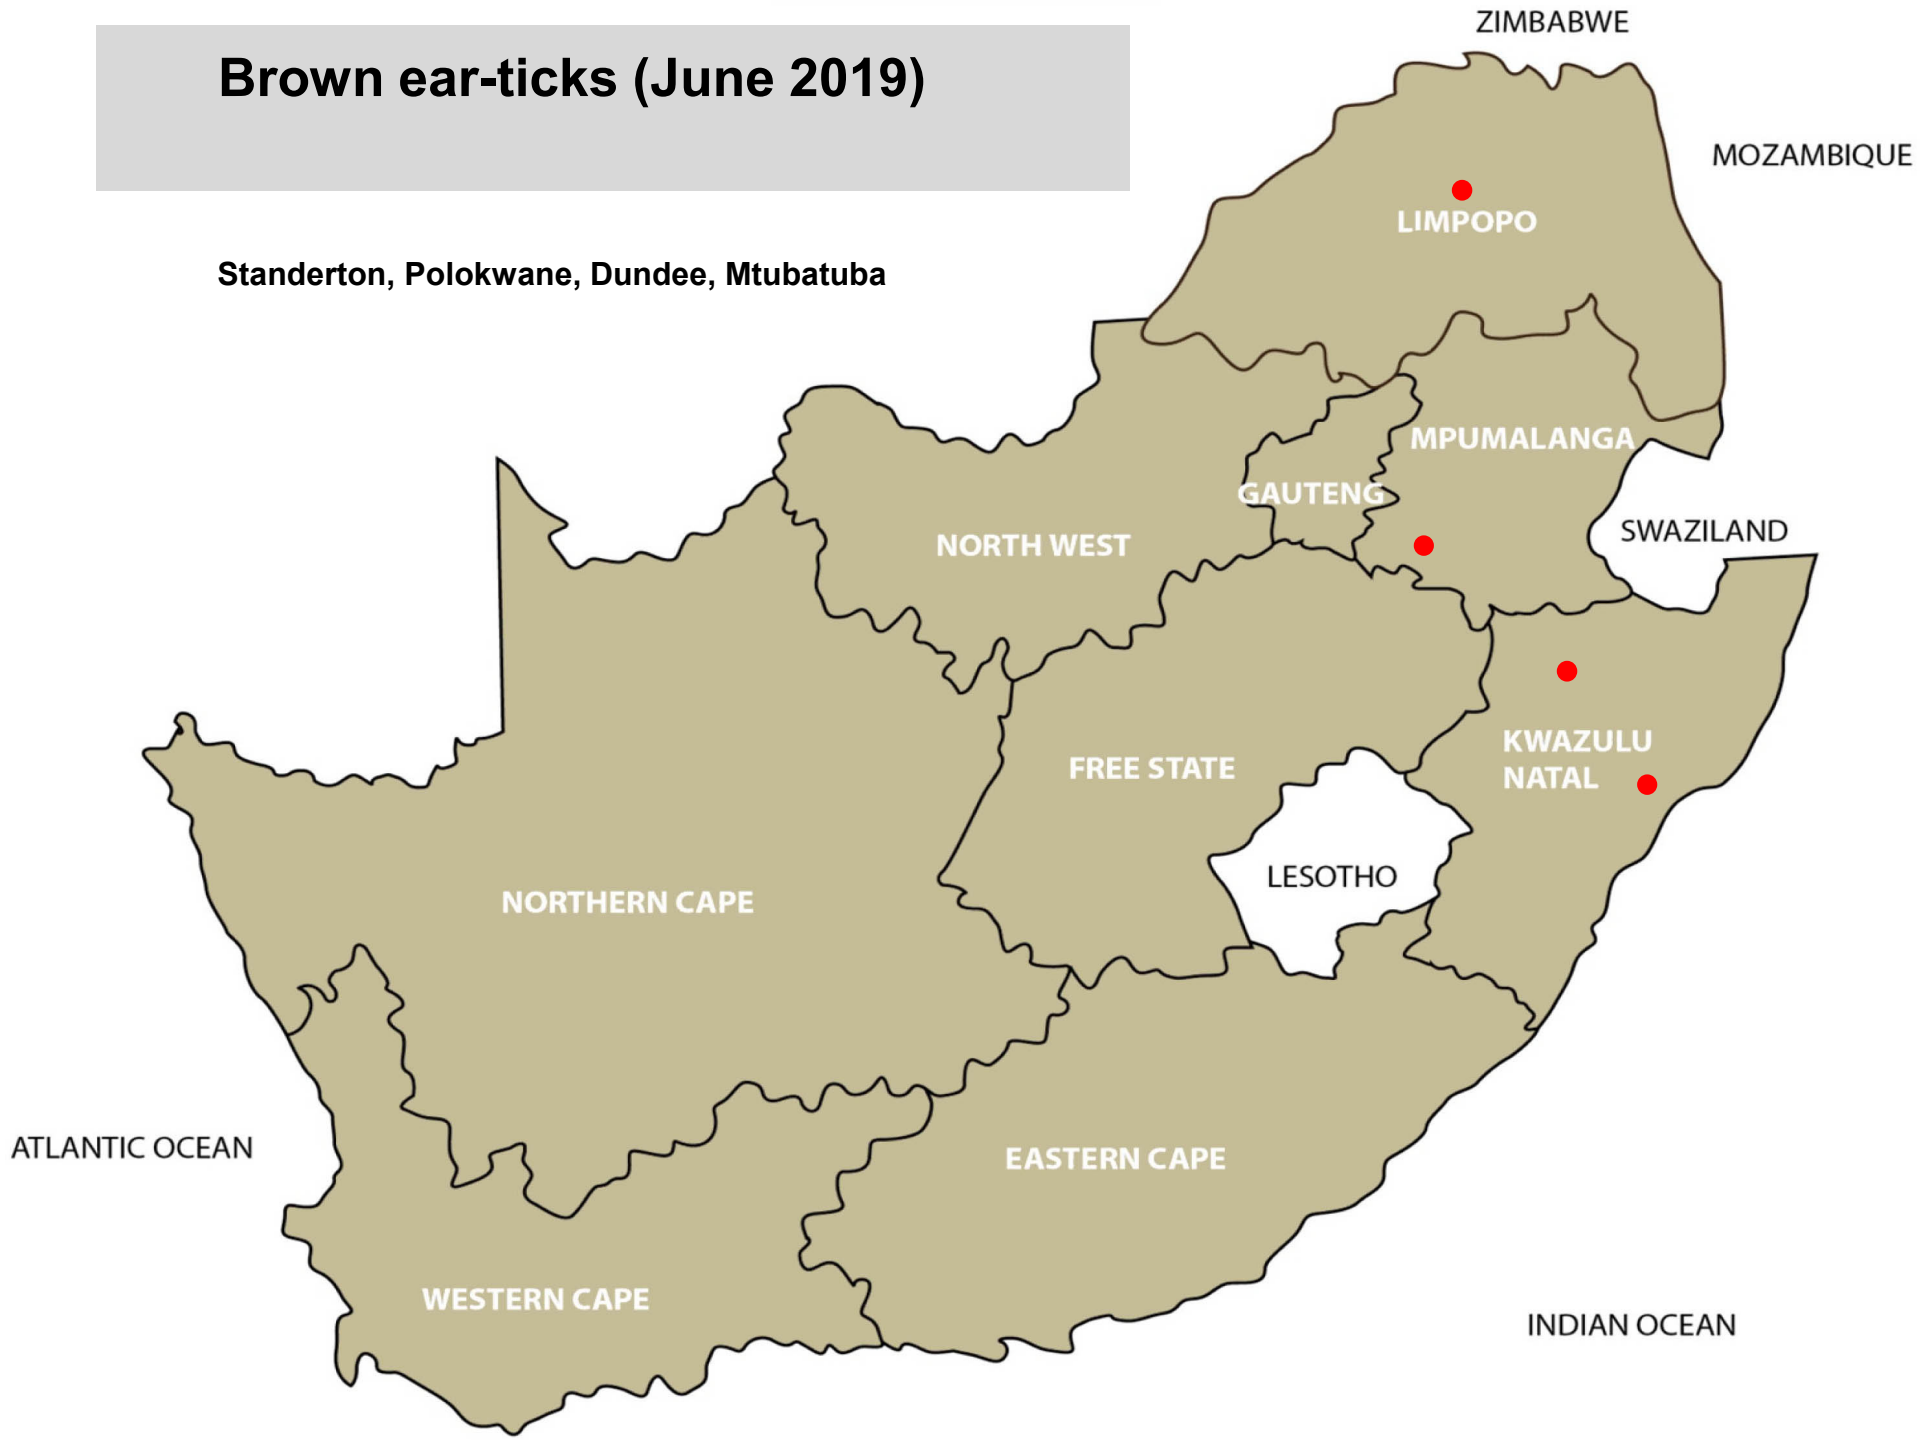 ZIMBABWE
Brown ear-ticks (June 2019)
MOZAMBIQUE
LIMPOPO
Standerton, Polokwane, Dundee, Mtubatuba
MPUMALANGA
GAUTENG
SWAZILAND
NORTH WEST
KWAZULU
NATAL
FREE STATE
LESOTHO
NORTHERN CAPE
ATLANTIC OCEAN
EASTERN CAPE
WESTERN CAPE
INDIAN OCEAN